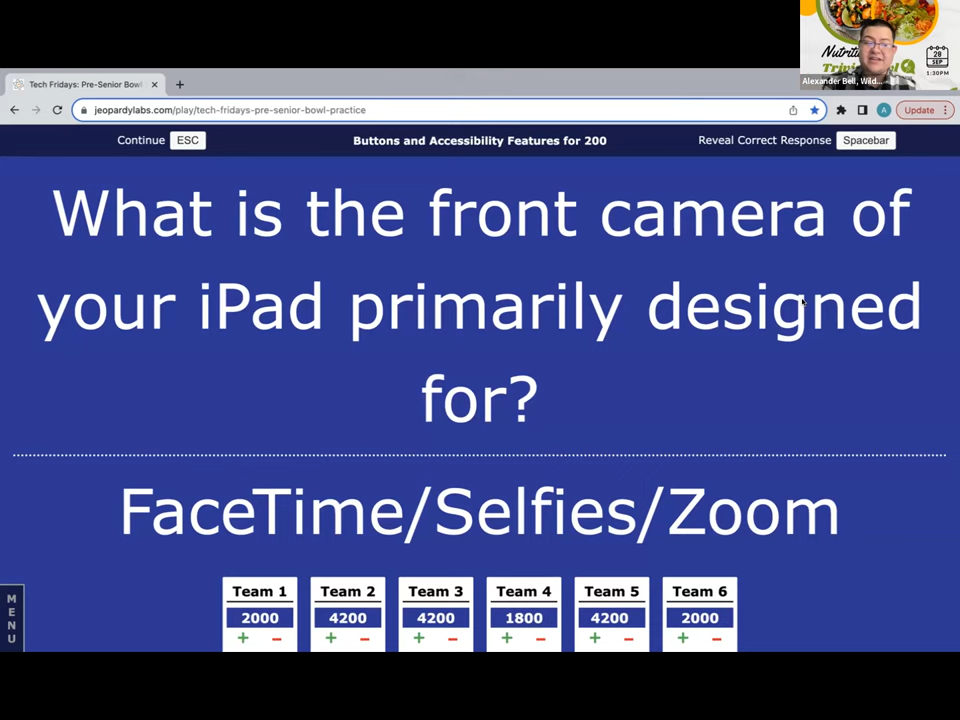 28
SEP
1:30PM
Alexander Bell, Wild...
Tech Fridays: Pre-Senior Bowl
jeopardylabs.com/play/tech-fridays-pre-senior-bowl-practice
A
Update
Continue ESC
Buttons and Accessibility Features for 200
Reveal Correct Response Spacebar
What is the front camera of
your iPad primarily designed
for?
FaceTime/Selfies/Zoom
MENU
Team 1 Team 2 Team 3 Team 4 Team 5 Team 6
2000 4200 4200 1800 4200 2000
+ − + − + − + − + − + −